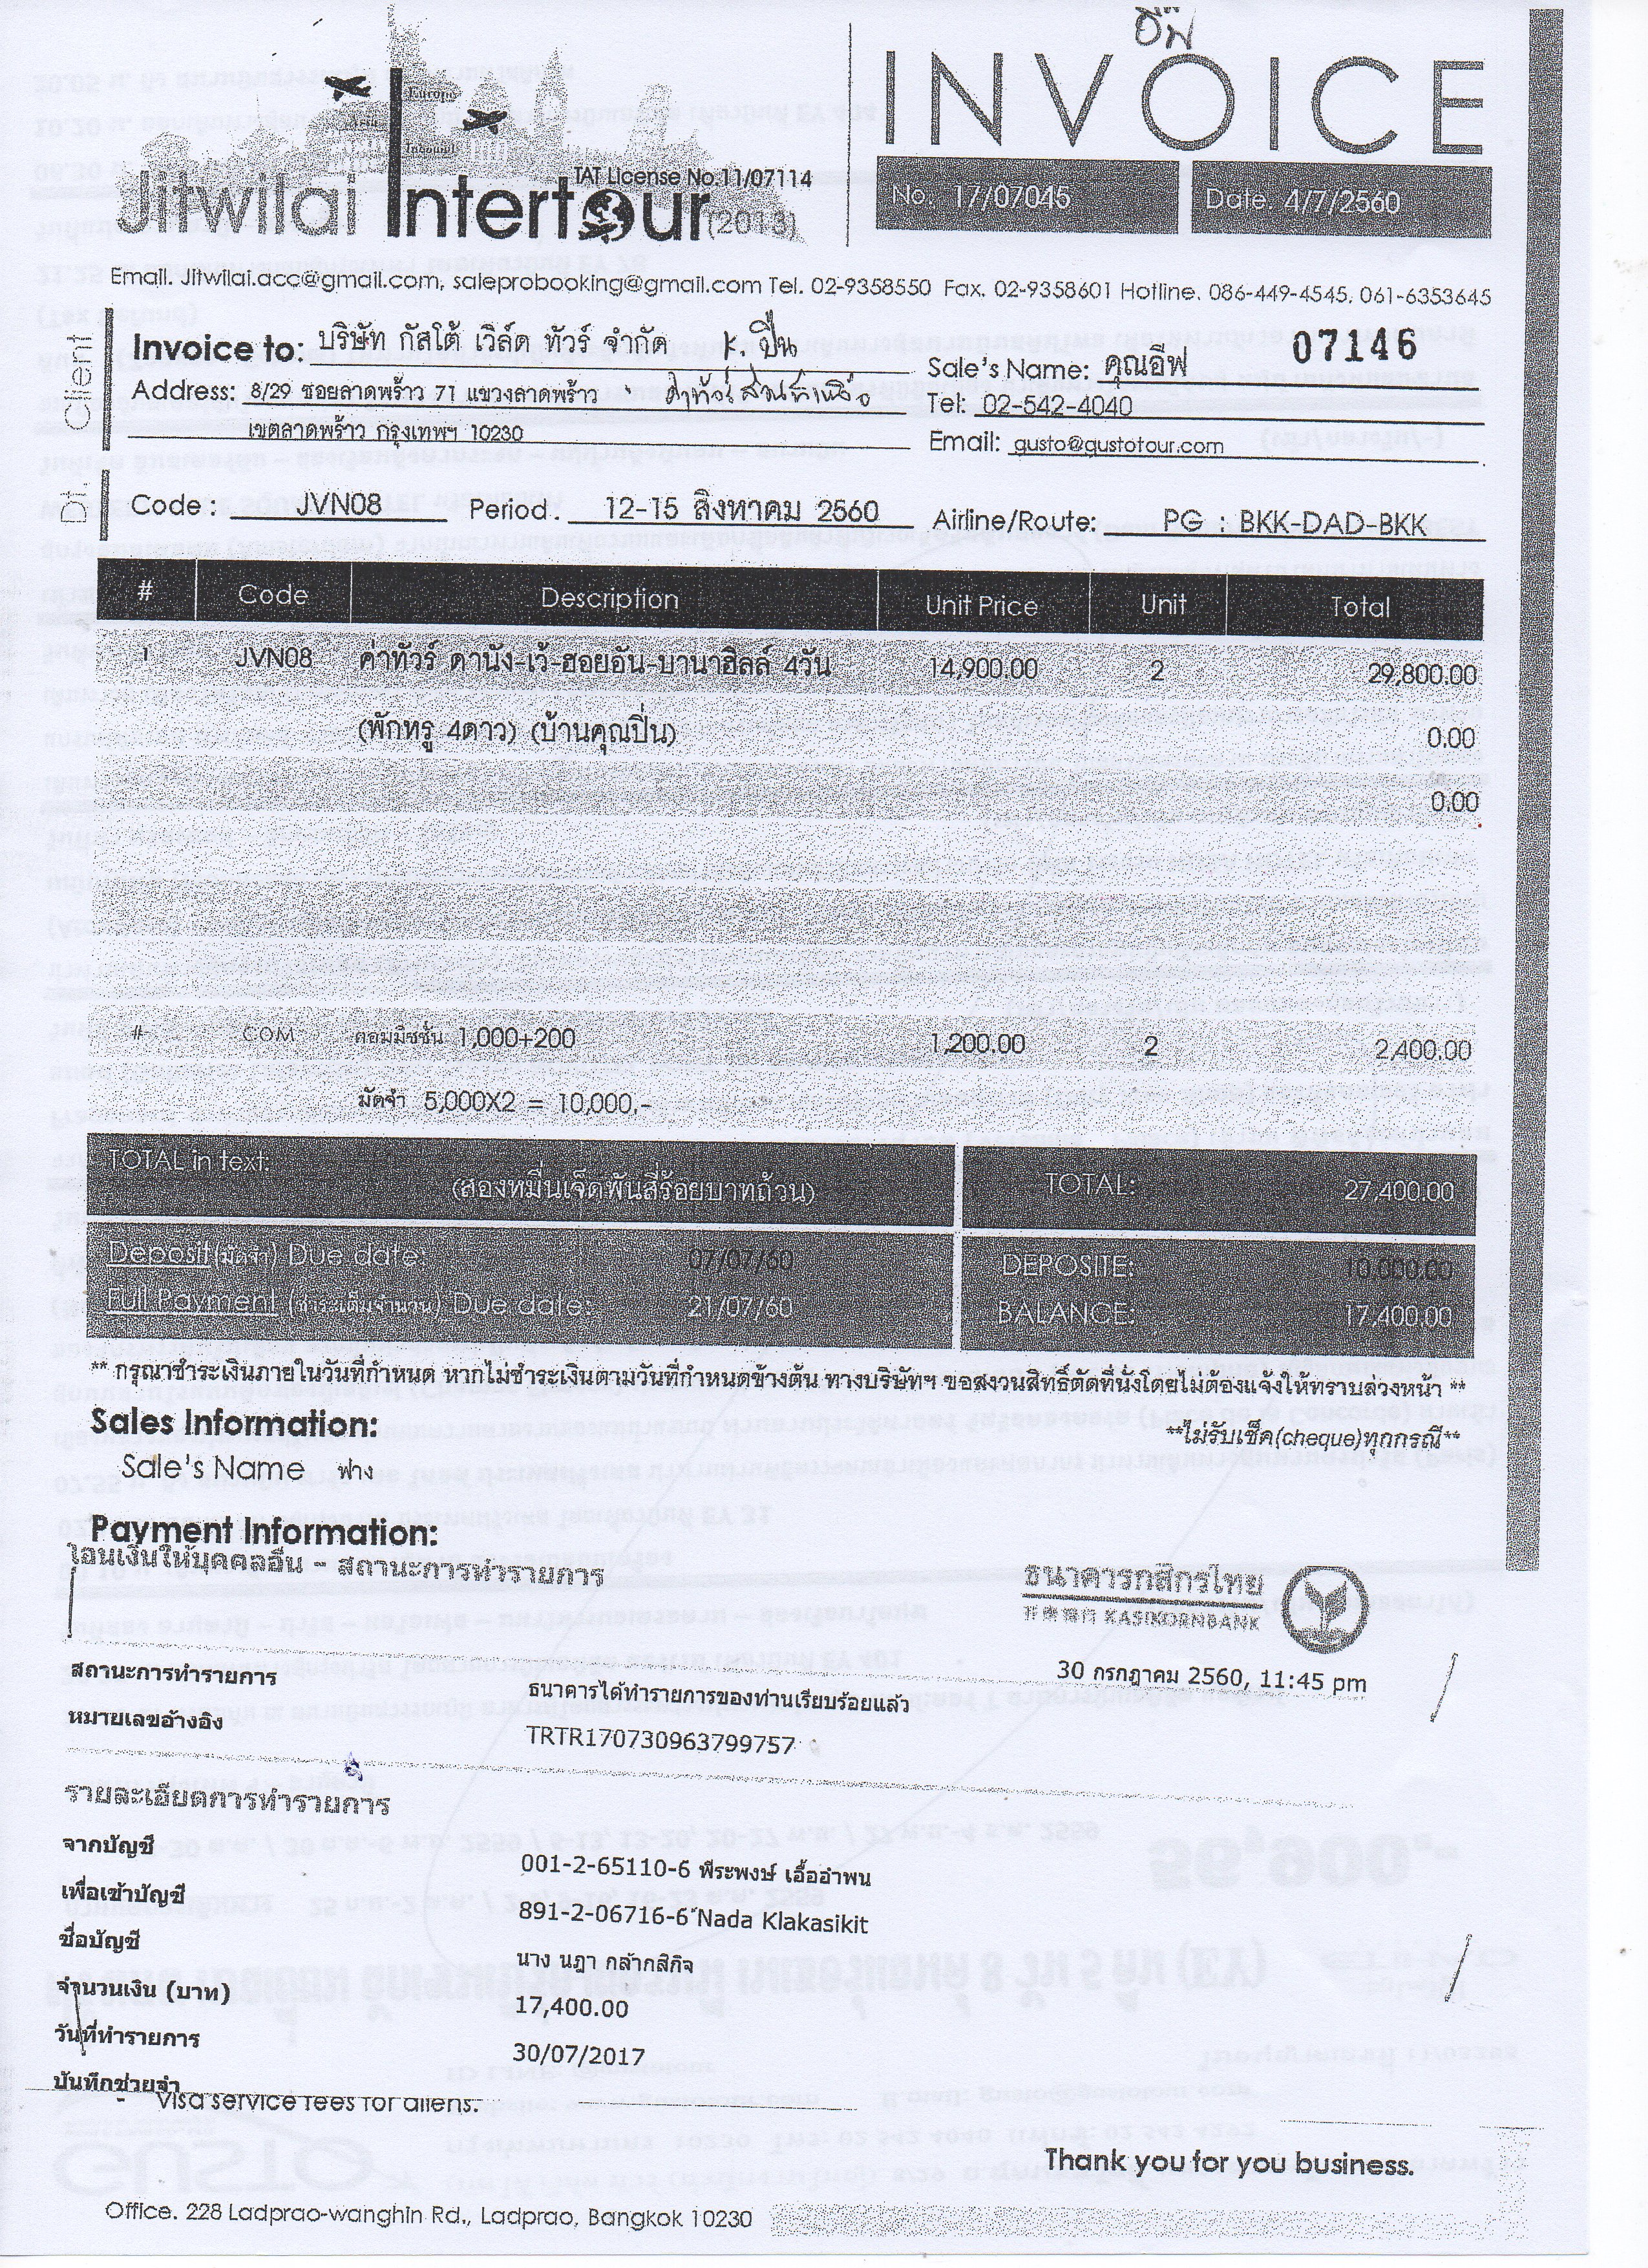 อีฟ
INVOICE
Europe
Inbound
TAT License No.11/07114
Jitwilai Intertour (2013)
No. 17/07045
Date. 4/7/2560
Email. Jitwilai.acc@gmail.com, saleprobooking@gmail.com Tel. 02-9358550 Fax. 02-9358601 Hotline. 086-449-4545, 061-6353645
Client
Invoice to: บริษัท กัสโต้ เวิล์ด ทัวร์ จำกัด K. ปิ่น
07146
Sale's Name: คุณอีฟ
Address: 8/29 ซอยลาดพร้าว 71 แขวงลาดพร้าว
Tel: 02-542-4040
เขตลาดพร้าว กรุงเทพฯ 10230
Email: gusto@gustotour.com
Dt.
Code : JVN08 Period : 12-15 สิงหาคม 2560 Airline/Route: PG : BKK-DAD-BKK
# Code Description Unit Price Unit Total
1 JVN08 ค่าทัวร์ ดานัง-เว้-ฮอยอัน-บานาฮิลล์ 4วัน 14,900.00 2 29,800.00
(พักหรู 4ดาว) (บ้านคุณปิ่น) 0.00
0.00
# COM คอมมิชชั่น 1,000+200 1,200.00 2 2,400.00
มัดจำ 5,000X2 = 10,000.-
TOTAL in text: (สองหมื่นเจ็ดพันสี่ร้อยบาทถ้วน) TOTAL: 27,400.00
Deposit(มัดจำ) Due date: 07/07/60 DEPOSITE: 10,000.00
Full Payment (ชำระเต็มจำนวน) Due date: 21/07/60 BALANCE: 17,400.00
** กรุณาชำระเงินภายในวันที่กำหนด หากไม่ชำระเงินตามวันที่กำหนดข้างต้น ทางบริษัทฯ ขอสงวนสิทธิ์ตัดที่นั่งโดยไม่ต้องแจ้งให้ทราบล่วงหน้า **
Sales Information:
**ไม่รับเช็ค(cheque)ทุกกรณี**
Sale's Name ฟาง
Payment Information:
โอนเงินให้บุคคลอื่น - สถานะการทำรายการ
ธนาคารกสิกรไทย
开泰银行 KASIKORNBANK
30 กรกฎาคม 2560, 11:45 pm
สถานะการทำรายการ ธนาคารได้ทำรายการของท่านเรียบร้อยแล้ว
หมายเลขอ้างอิง TRTR170730963799757
รายละเอียดการทำรายการ
จากบัญชี 001-2-65110-6 พีระพงษ์ เอื้ออำพน
เพื่อเข้าบัญชี 891-2-06716-6 Nada Klakasikit
ชื่อบัญชี นาง นฎา กล้ากสิกิจ
จำนวนเงิน (บาท) 17,400.00
วันที่ทำรายการ 30/07/2017
บันทึกช่วยจำ
- Visa service fees for aliens.
Thank you for you business.
Office. 228 Ladprao-wanghin Rd., Ladprao, Bangkok 10230